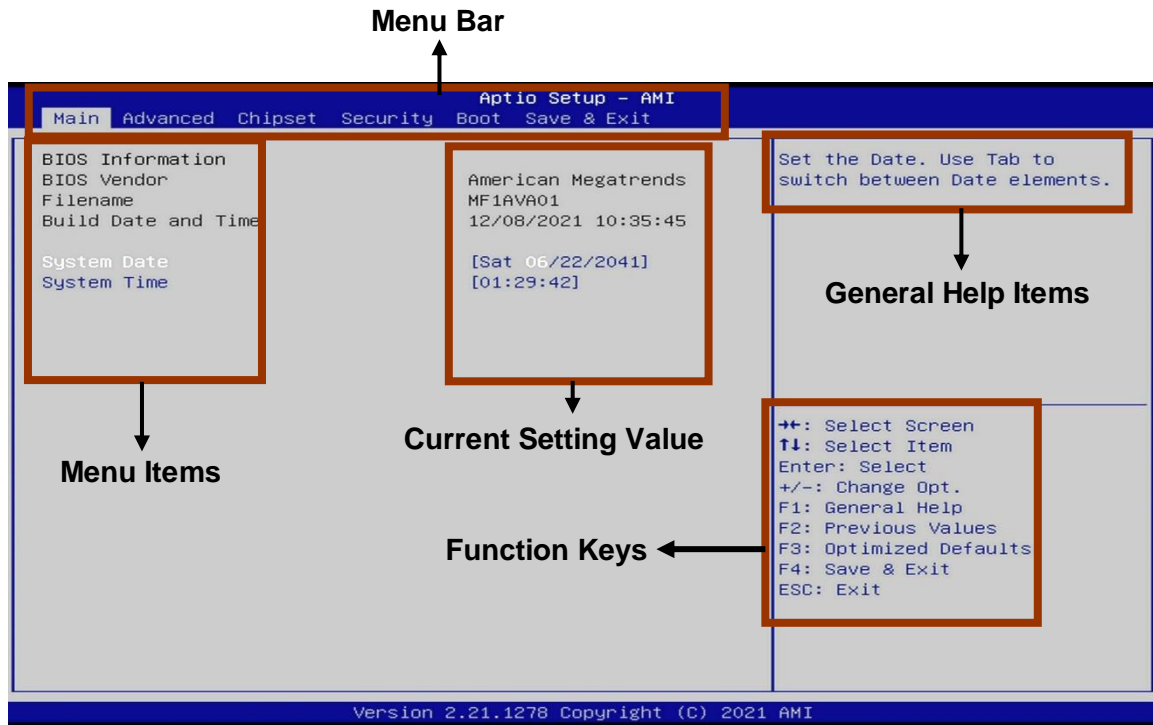 Menu Bar
Aptio Setup – AMI
Main Advanced Chipset Security Boot Save & Exit
BIOS Information
BIOS Vendor American Megatrends
Filename MF1AVA01
Build Date and Time 12/08/2021 10:35:45
System Date [Sat 06/22/2041]
System Time [01:29:42]
Set the Date. Use Tab to
switch between Date elements.
General Help Items
Menu Items
Current Setting Value
Function Keys
→←: Select Screen
↑↓: Select Item
Enter: Select
+/-: Change Opt.
F1: General Help
F2: Previous Values
F3: Optimized Defaults
F4: Save & Exit
ESC: Exit
Version 2.21.1278 Copyright (C) 2021 AMI